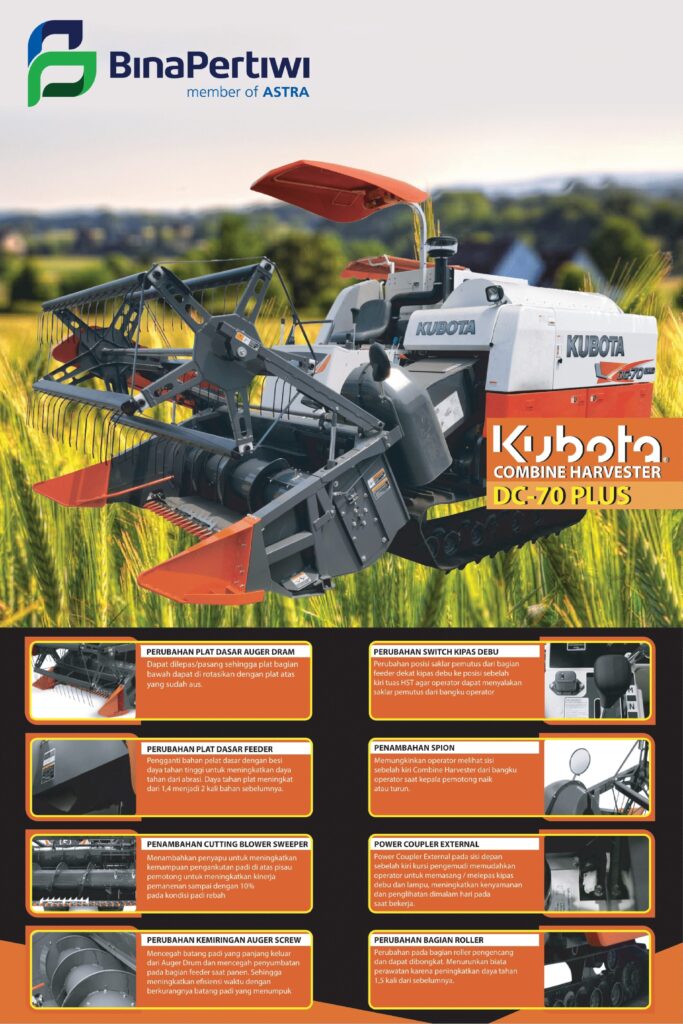 BinaPertiwi
member of ASTRA
KUBOTA
KUBOTA
DC-70 PLUS
Kubota
COMBINE HARVESTER
DC-70 PLUS
PERUBAHAN PLAT DASAR AUGER DRAM
Dapat dilepas/pasang sehingga plat bagian
bawah dapat di rotasikan dengan plat atas
yang sudah aus.
PERUBAHAN PLAT DASAR FEEDER
Pengganti bahan pelat dasar dengan besi
daya tahan tinggi untuk meningkatkan daya
tahan dari abrasi. Daya tahan plat meningkat
dari 1,4 menjadi 2 kali bahan sebelumnya.
PENAMBAHAN CUTTING BLOWER SWEEPER
Menambahkan penyapu untuk meningkatkan
kemampuan pengankutan padi di atas pisau
pemotong untuk meningkatkan kinerja
pemanenan sampai dengan 10%
pada kondisi padi rebah
PERUBAHAN KEMIRINGAN AUGER SCREW
Mencegah batang padi yang panjang keluar
dari Auger Drum dan mencegah penyumbatan
pada bagian feeder saat panen. Sehingga
meningkatkan efisiensi waktu dengan
berkurangnya batang padi yang menumpuk
PERUBAHAN SWITCH KIPAS DEBU
Perubahan posisi saklar pemutus dari bagian
feeder dekat kipas debu ke posisi sebelah
kiri tuas HST agar operator dapat menyalakan
saklar pemutus dari bangku operator
N
PENAMBAHAN SPION
Memungkinkan operator melihat sisi
sebelah kiri Combine Harvester dari bangku
operator saat kepala pemotong naik
atau turun.
POWER COUPLER EXTERNAL
Power Coupler External pada sisi depan
sebelah kiri kursi pengemudi memudahkan
operator untuk memasang / melepas kipas
debu dan lampu, meningkatkan kenyamanan
dan penglihatan dimalam hari pada
saat bekerja.
PERUBAHAN BAGIAN ROLLER
Perubahan pada bagian roller pengencang
dan dapat dibongkat. Menurunkan biata
perawatan karena peningkatkan daya tahan
1,5 kali dari sebelumnya.